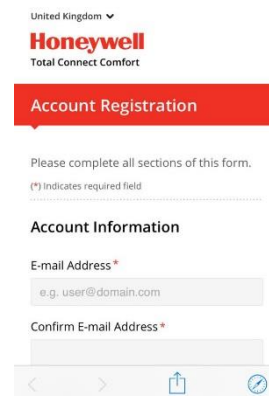 United Kingdom
Honeywell
Total Connect Comfort
Account Registration
Please complete all sections of this form.
(*) Indicates required field
Account Information
E-mail Address*
e.g. user@domain.com
Confirm E-mail Address*